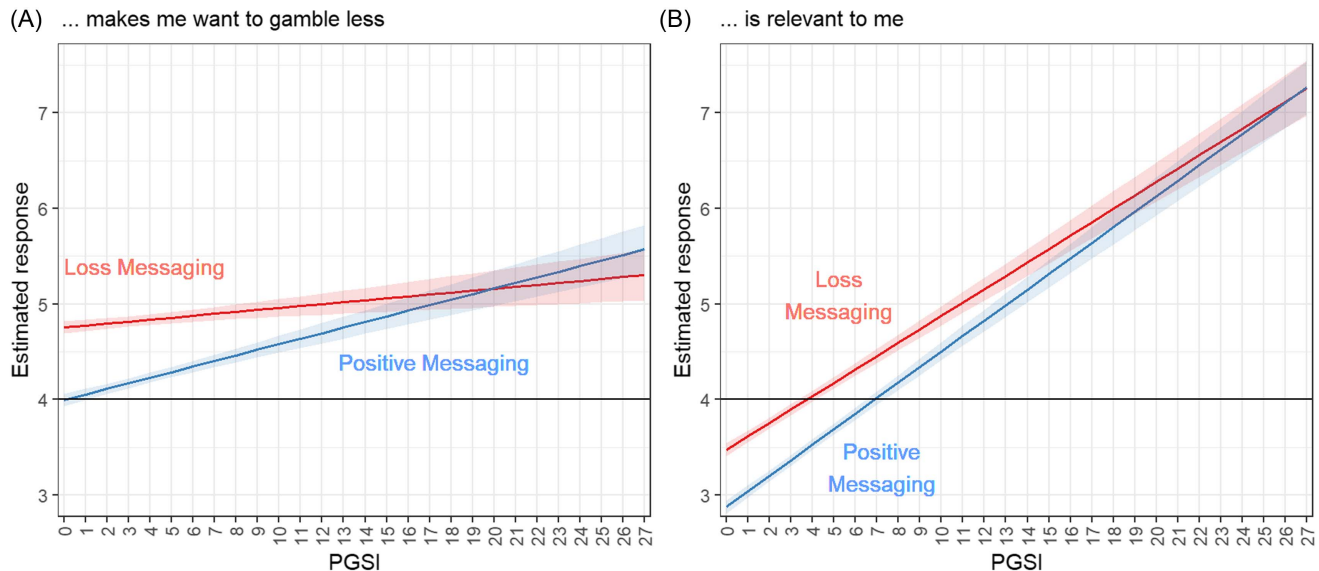 (A) ... makes me want to gamble less
Estimated response
7
6
5
4
3
Loss Messaging
Positive Messaging
0 1 2 3 4 5 6 7 8 9 10 11 12 13 14 15 16 17 18 19 20 21 22 23 24 25 26 27
PGSI
(B) ... is relevant to me
Estimated response
7
6
5
4
3
Loss
Messaging
Positive
Messaging
0 1 2 3 4 5 6 7 8 9 10 11 12 13 14 15 16 17 18 19 20 21 22 23 24 25 26 27
PGSI